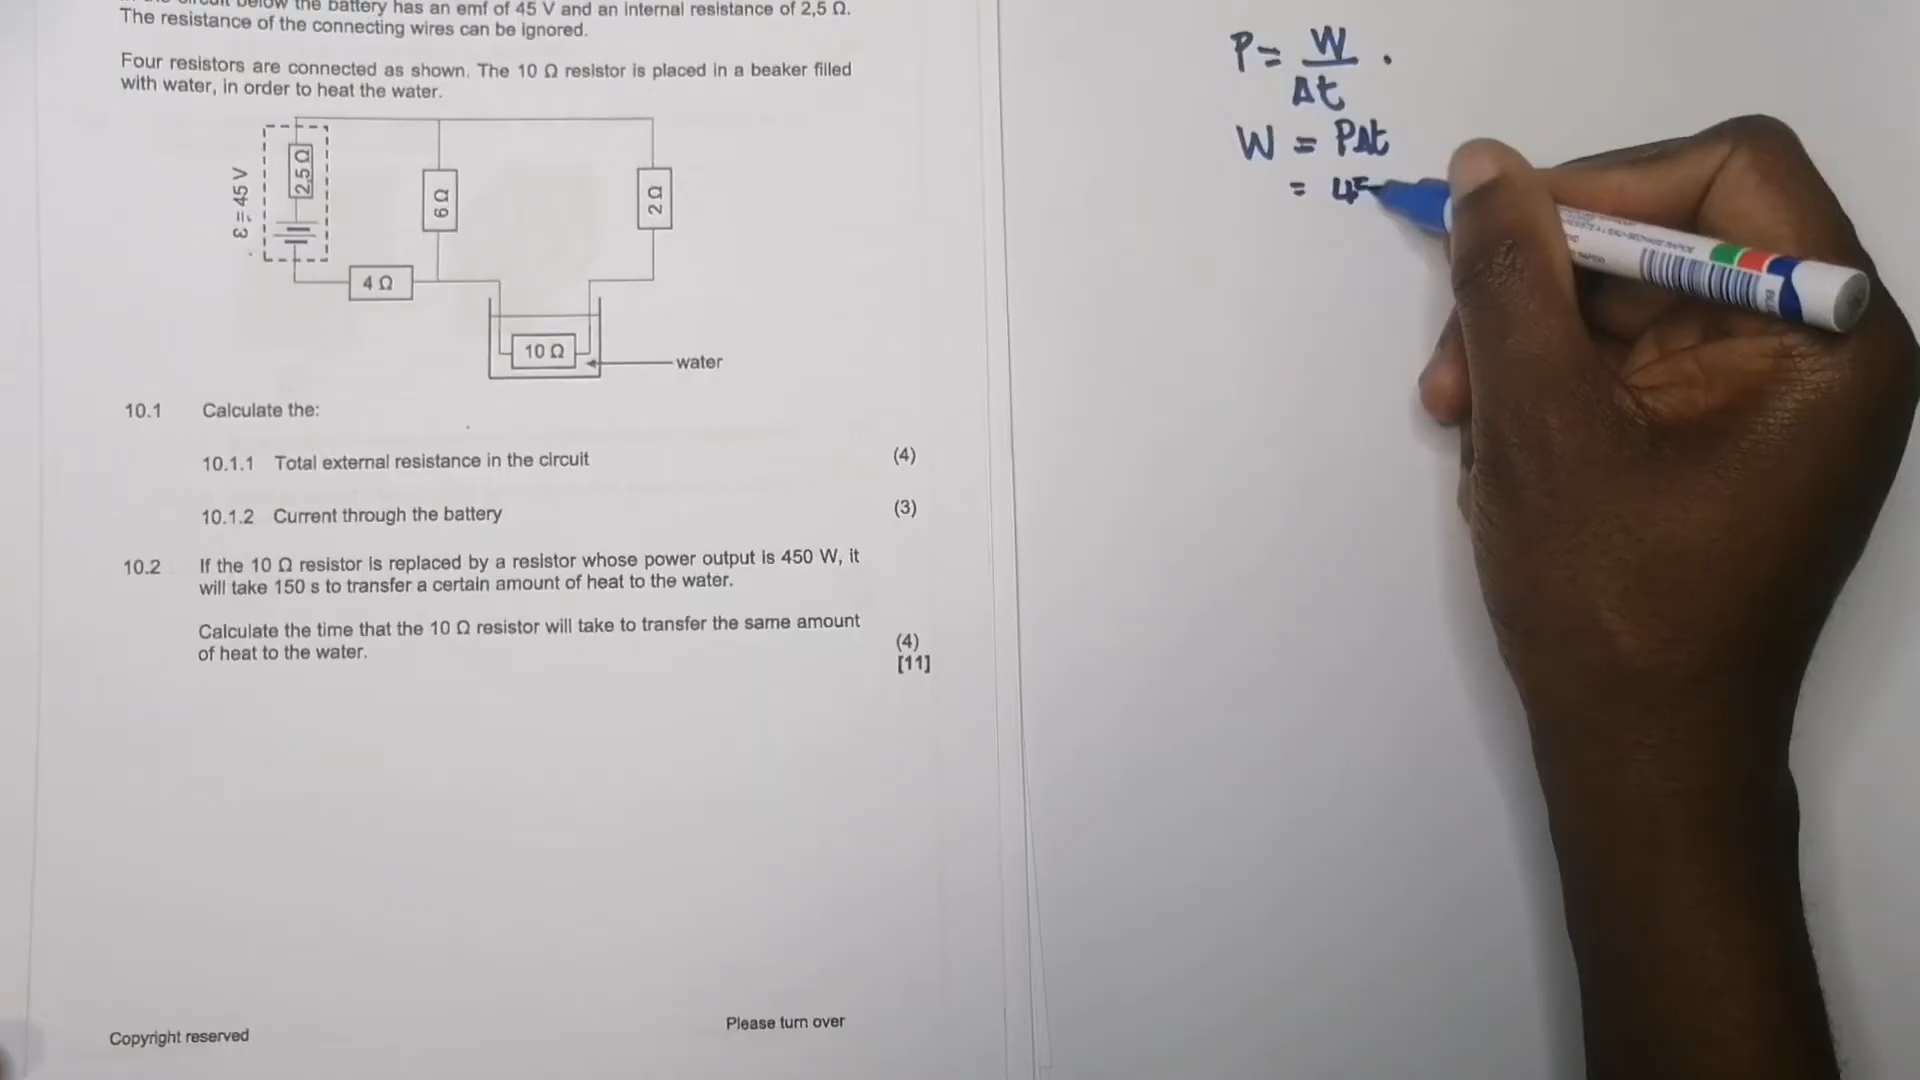 below the battery has an emf of 45 V and an internal resistance of 2,5 Ω.
The resistance of the connecting wires can be ignored.
Four resistors are connected as shown. The 10 Ω resistor is placed in a beaker filled
with water, in order to heat the water.
ε = 45 V
2,5 Ω
6 Ω
2 Ω
4 Ω
10 Ω
water
10.1 Calculate the:
10.1.1 Total external resistance in the circuit (4)
10.1.2 Current through the battery (3)
10.2 If the 10 Ω resistor is replaced by a resistor whose power output is 450 W, it
will take 150 s to transfer a certain amount of heat to the water.
Calculate the time that the 10 Ω resistor will take to transfer the same amount
of heat to the water. (4)
[11]
Copyright reserved
Please turn over
P = W
Δt
W = PΔt
= 45